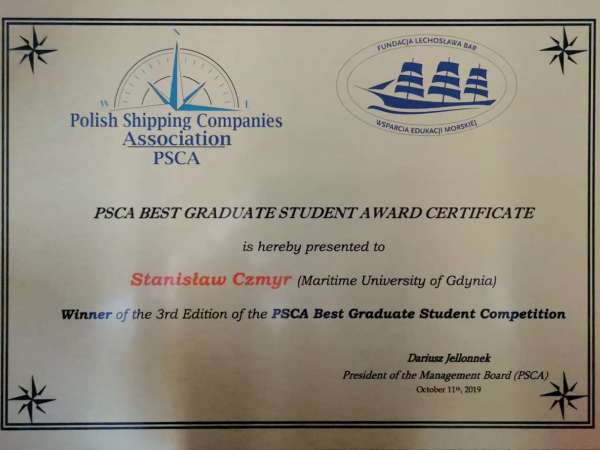 N
W
E
Polish Shipping Companies
Association
PSCA
FUNDACJA LECHOSŁAWA BAR
WSPARCIA EDUKACJI MORSKIEJ
PSCA BEST GRADUATE STUDENT AWARD CERTIFICATE
is hereby presented to
Stanisław Czmyr (Maritime University of Gdynia)
Winner of the 3rd Edition of the PSCA Best Graduate Student Competition
Dariusz Jellonnek
President of the Management Board (PSCA)
October 11th, 2019